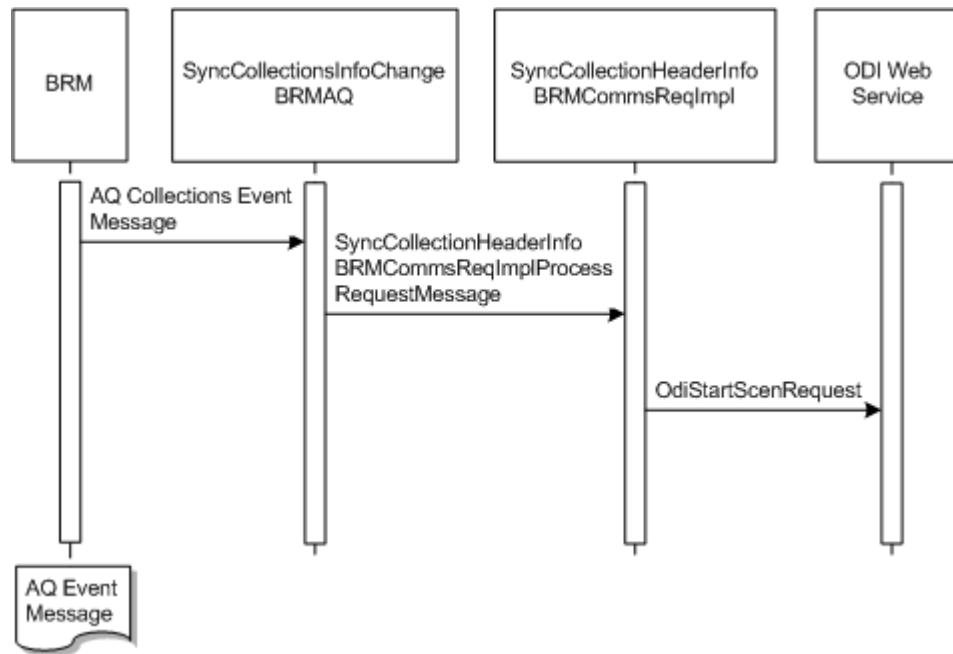 BRM
SyncCollectionsInfoChange
BRMAQ
SyncCollectionHeaderInfo
BRMCommsReqImpl
ODI Web
Service
AQ Collections Event
Message
SyncCollectionHeaderInfo
BRMCommsReqImplProcess
RequestMessage
OdiStartScenRequest
AQ Event
Message